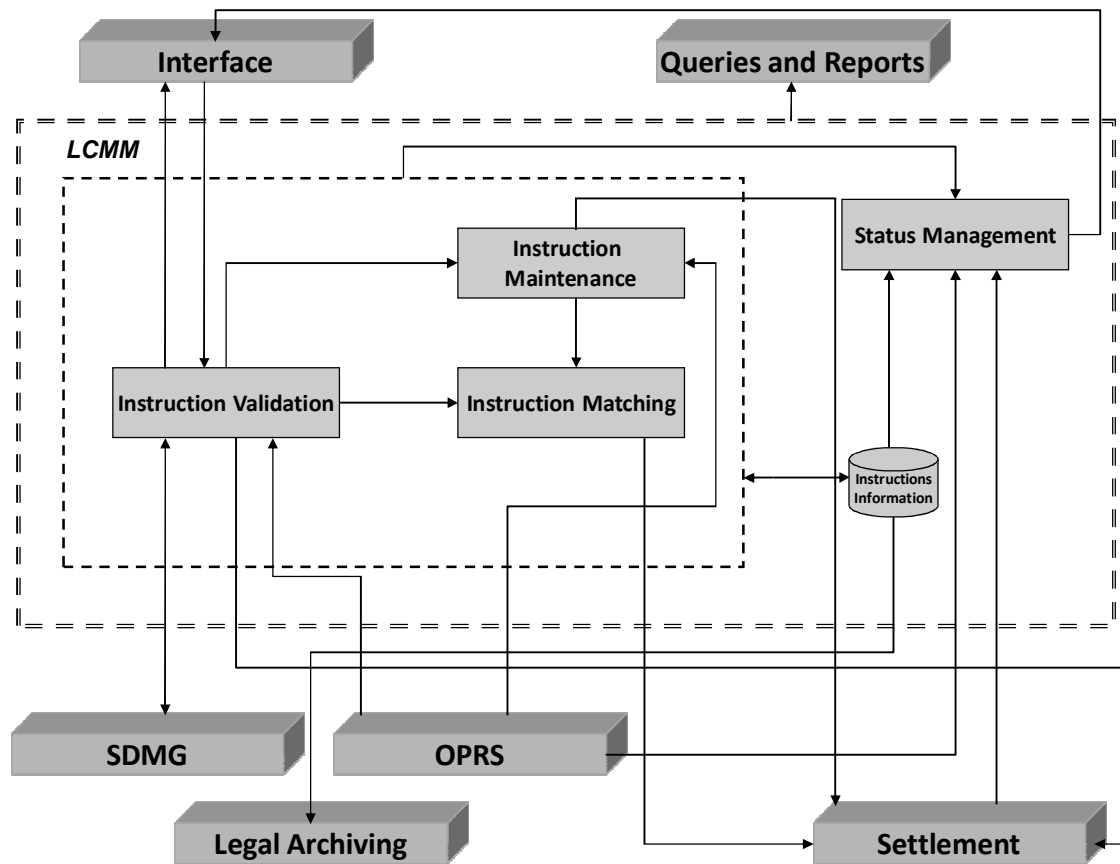 Interface
Queries and Reports
LCMM
Instruction
Maintenance
Status Management
Instruction Validation
Instruction Matching
Instructions
Information
SDMG
OPRS
Legal Archiving
Settlement